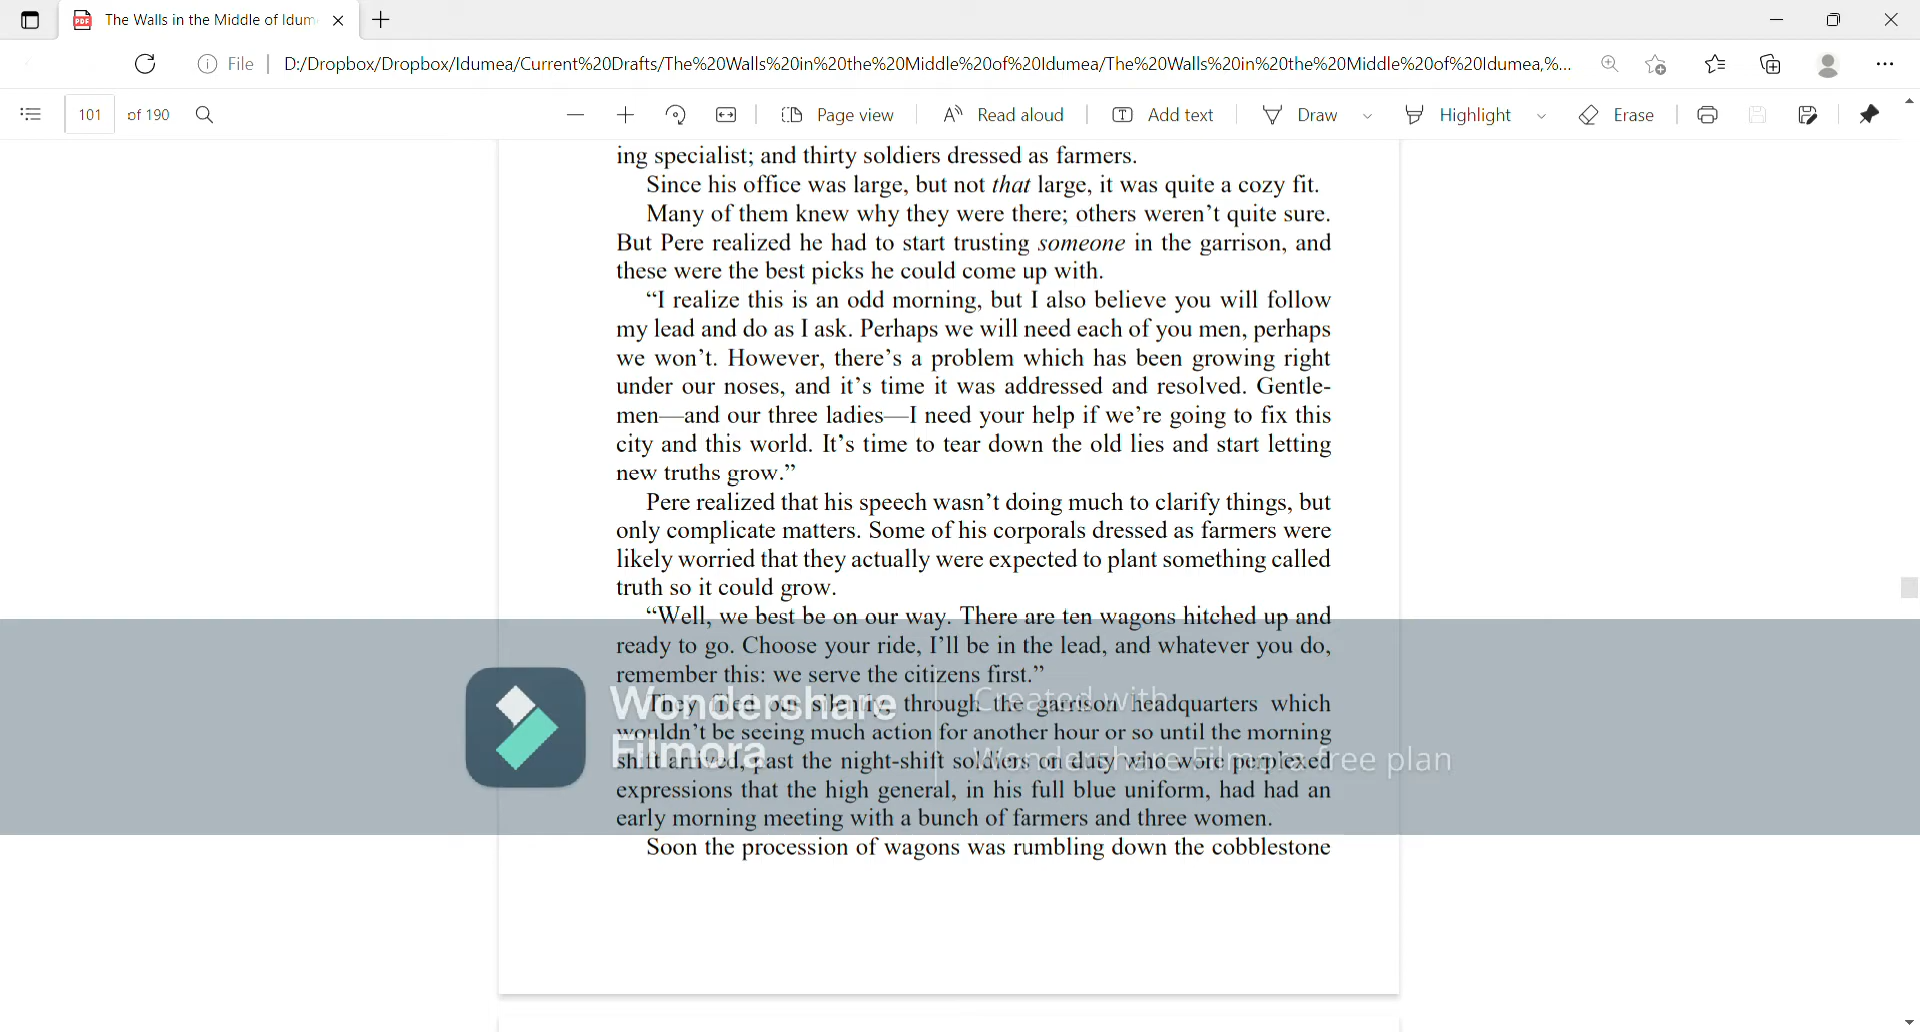 The Walls in the Middle of Idum
File
D:/Dropbox/Dropbox/Idumea/Current%20Drafts/The%20Walls%20in%20the%20Middle%20of%20Idumea/The%20Walls%20in%20the%20Middle%20of%20Idumea,%...
101 of 190
Page view
Read aloud
Add text
Draw
Highlight
Erase
ing specialist; and thirty soldiers dressed as farmers.
Since his office was large, but not that large, it was quite a cozy fit.
Many of them knew why they were there; others weren’t quite sure.
But Pere realized he had to start trusting someone in the garrison, and
these were the best picks he could come up with.
“I realize this is an odd morning, but I also believe you will follow
my lead and do as I ask. Perhaps we will need each of you men, perhaps
we won’t. However, there’s a problem which has been growing right
under our noses, and it’s time it was addressed and resolved. Gentle-
men—and our three ladies—I need your help if we’re going to fix this
city and this world. It’s time to tear down the old lies and start letting
new truths grow.”
Pere realized that his speech wasn’t doing much to clarify things, but
only complicate matters. Some of his corporals dressed as farmers were
likely worried that they actually were expected to plant something called
truth so it could grow.
“Well, we best be on our way. There are ten wagons hitched up and
ready to go. Choose your ride, I’ll be in the lead, and whatever you do,
remember this: we serve the citizens first.”
They filed out silently, through the garrison headquarters which
wouldn’t be seeing much action for another hour or so until the morning
shift arrived, past the night-shift soldiers on duty who wore perplexed
expressions that the high general, in his full blue uniform, had had an
early morning meeting with a bunch of farmers and three women.
Soon the procession of wagons was rumbling down the cobblestone
Wondershare
Filmora
Created with
Wondershare Filmora free plan